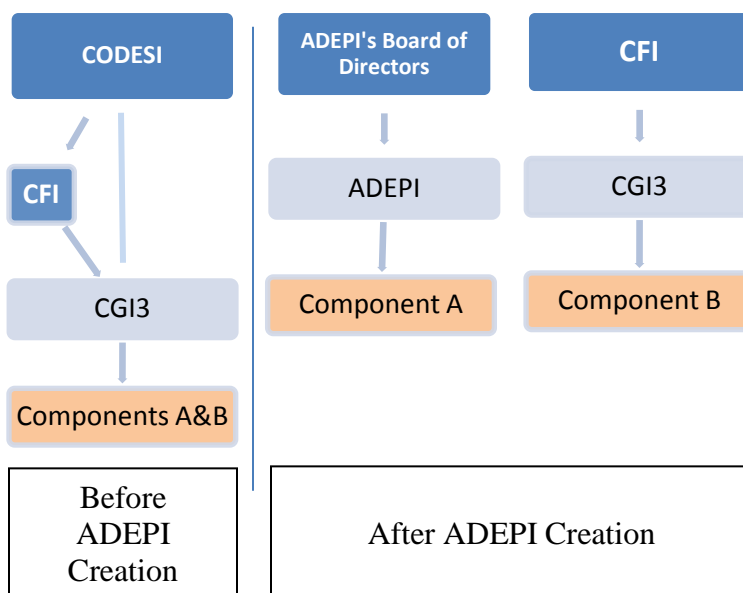 CODESI
CFI
CGI3
Components A&B
Before
ADEPI
Creation
ADEPI's Board of
Directors
ADEPI
Component A
CFI
CGI3
Component B
After ADEPI Creation